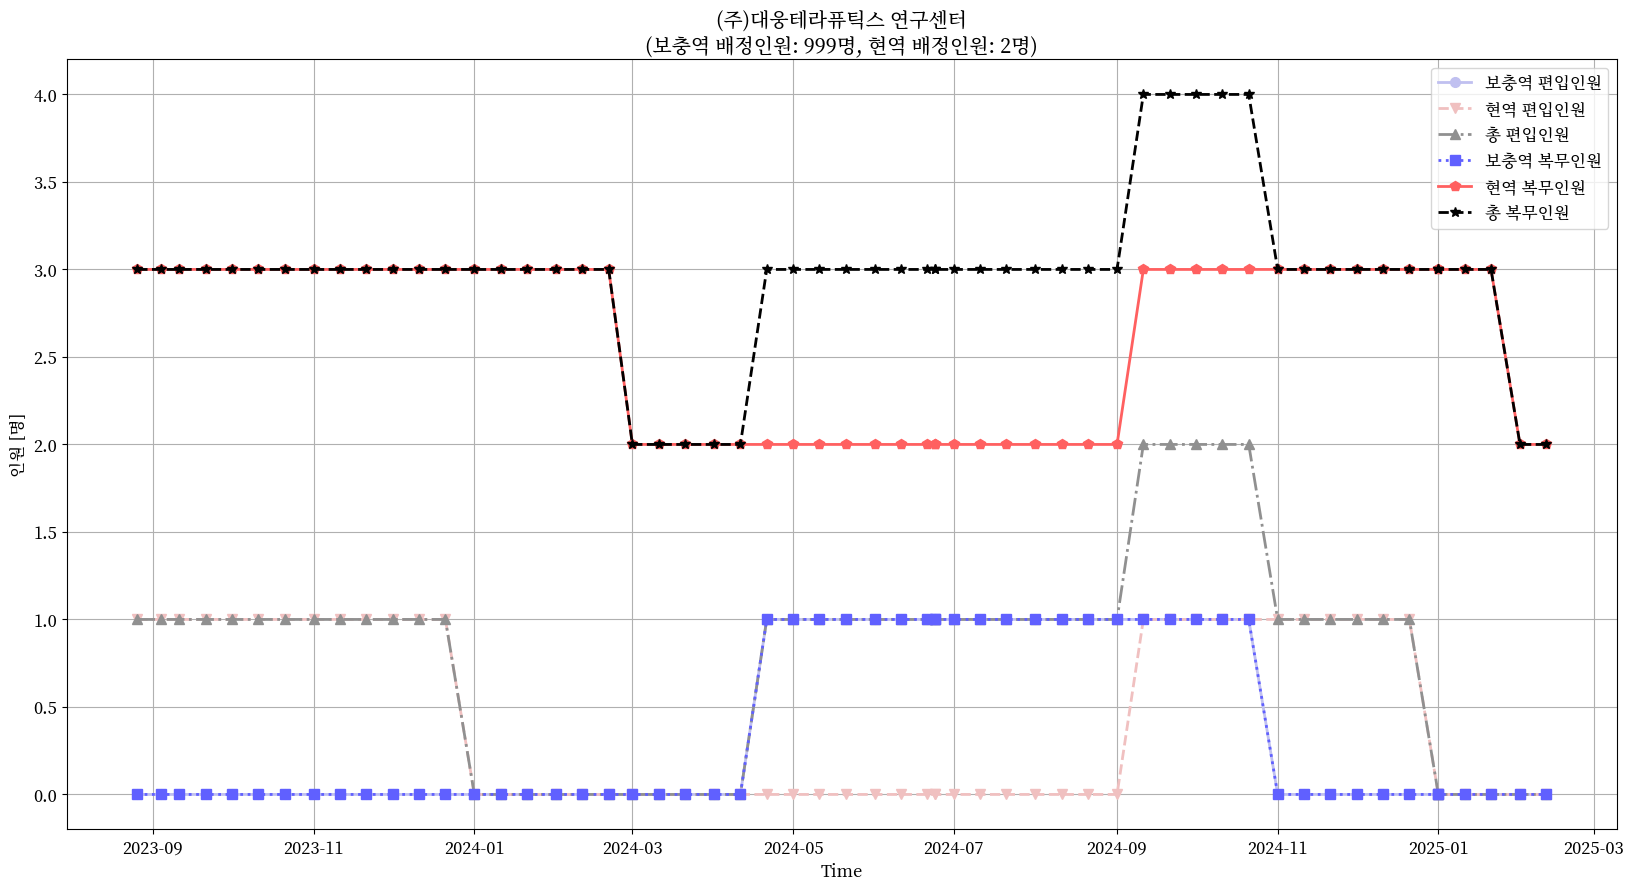 (주)대웅테라퓨틱스 연구센터
(보충역 배정인원: 999명, 현역 배정인원: 2명)
보충역 편입인원
현역 편입인원
총 편입인원
보충역 복무인원
현역 복무인원
총 복무인원
인원 [명]
4.0
3.5
3.0
2.5
2.0
1.5
1.0
0.5
0.0
2023-09
2023-11
2024-01
2024-03
2024-05
2024-07
2024-09
2024-11
2025-01
2025-03
Time